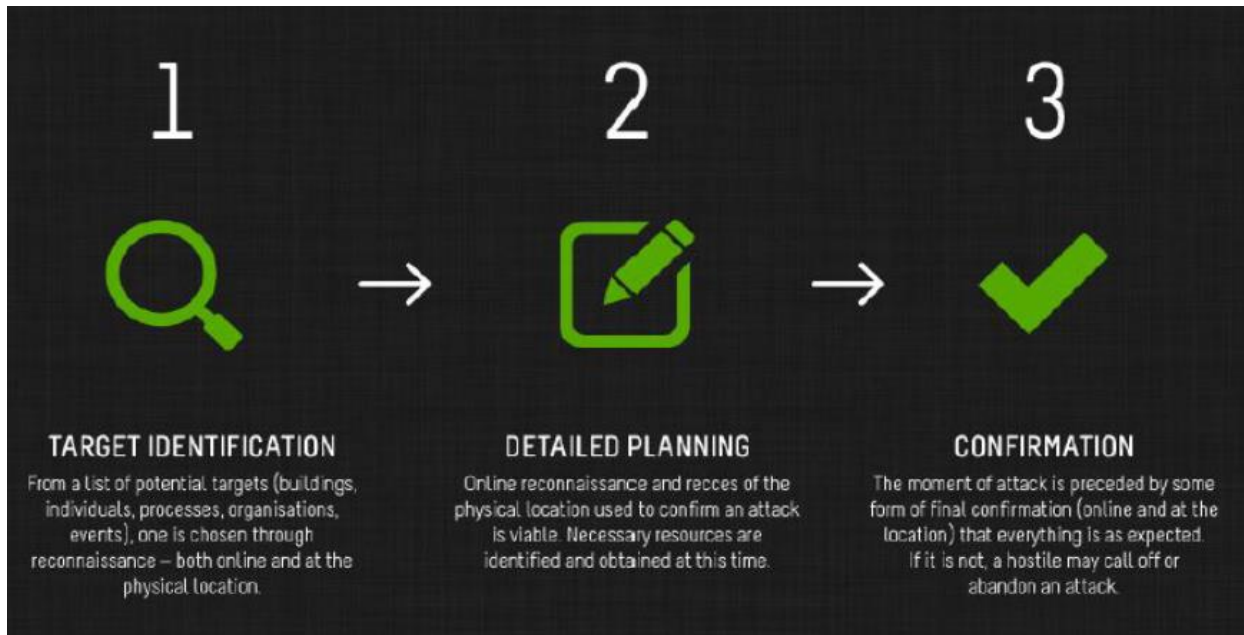 1
2
3
TARGET IDENTIFICATION
From a list of potential targets (buildings,
individuals, processes, organisations,
events), one is chosen through
reconnaissance – both online and at the
physical location.
DETAILED PLANNING
Online reconnaissance and recces of the
physical location used to confirm an attack
is viable. Necessary resources are
identified and obtained at this time.
CONFIRMATION
The moment of attack is preceded by some
form of final confirmation (online and at the
location) that everything is as expected.
If it is not, a hostile may call off or
abandon an attack.